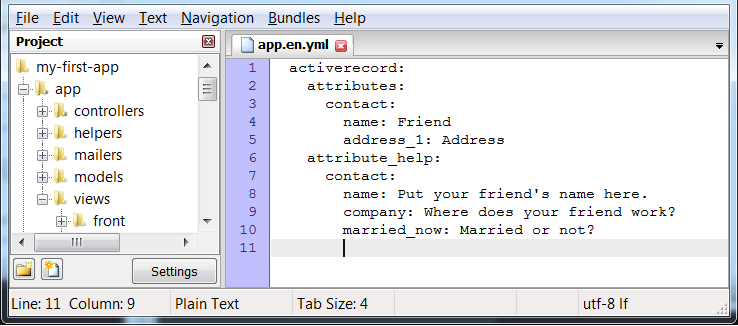 File Edit View Text Navigation Bundles Help
Project
my-first-app
app
controllers
helpers
mailers
models
views
front
Settings
app.en.yml
1 activerecord:
2 attributes:
3 contact:
4 name: Friend
5 address_1: Address
6 attribute_help:
7 contact:
8 name: Put your friend's name here.
9 company: Where does your friend work?
10 married_now: Married or not?
11
Line: 11 Column: 9 Plain Text Tab Size: 4 utf-8 lf